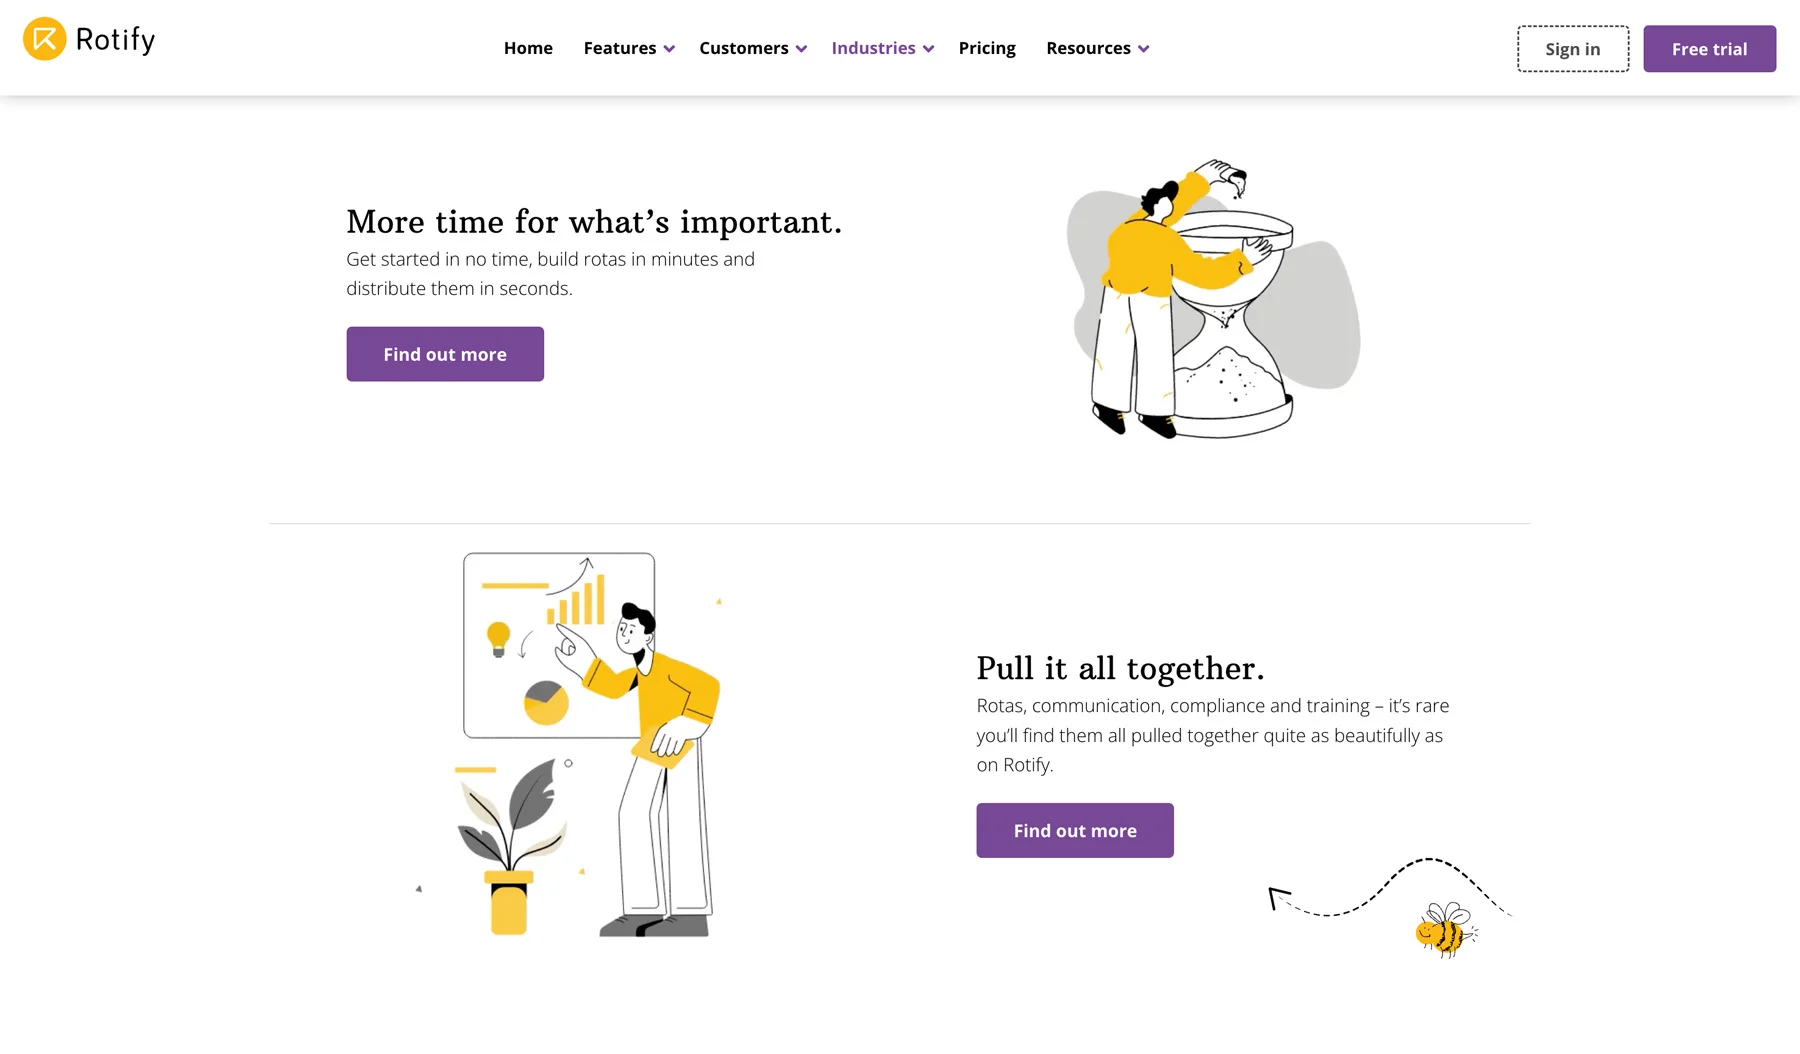 Rotify
Home
Features
Customers
Industries
Pricing
Resources
Sign in
Free trial
More time for what’s important.
Get started in no time, build rotas in minutes and
distribute them in seconds.
Find out more
Pull it all together.
Rotas, communication, compliance and training – it’s rare
you’ll find them all pulled together quite as beautifully as
on Rotify.
Find out more